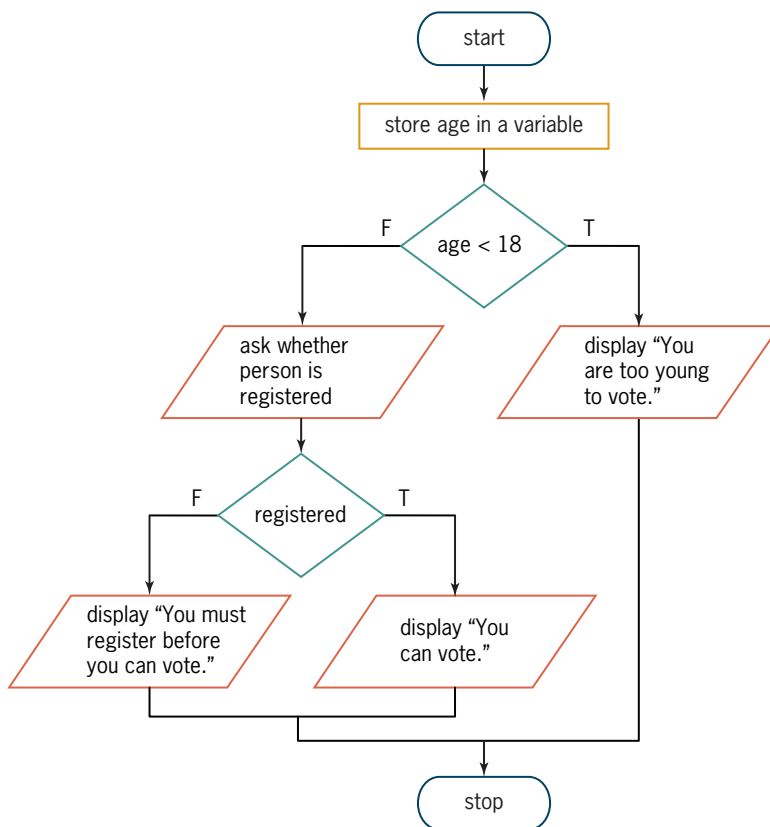 start
store age in a variable
F
T
age < 18
ask whether
person is
registered
display “You
are too young
to vote.”
F
T
registered
display “You must
register before
you can vote.”
display “You
can vote.”
stop